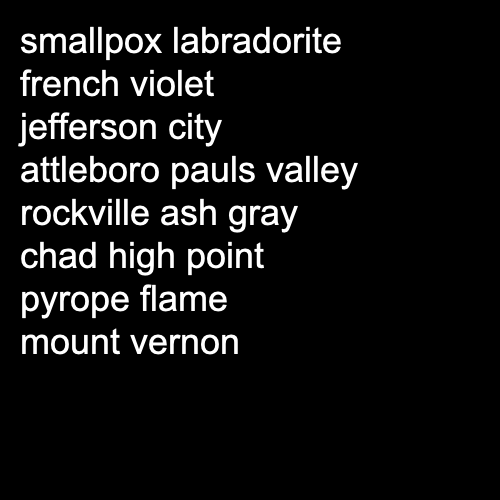 smallpox labradorite
french violet
jefferson city
attleboro pauls valley
rockville ash gray
chad high point
pyrope flame
mount vernon